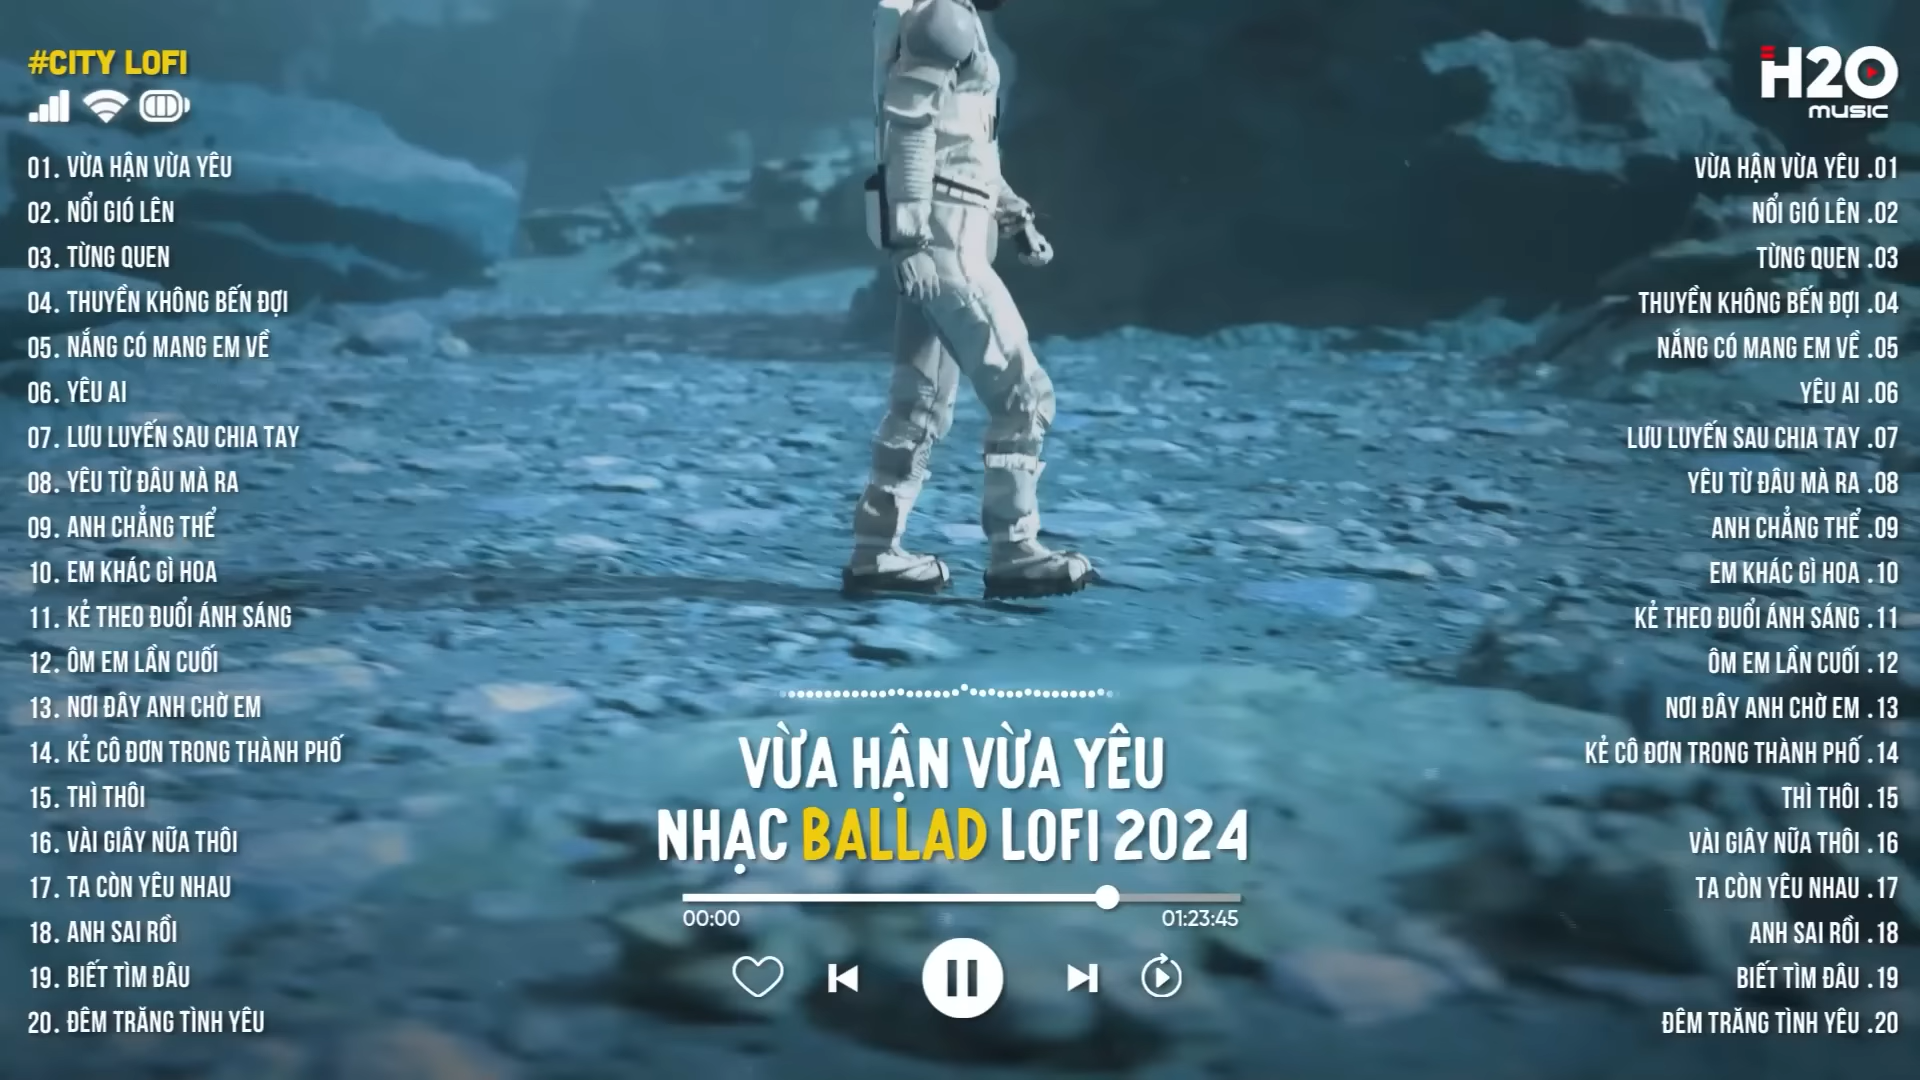 #CITY LOFI
01. VỪA HẬN VỪA YÊU
02. NỔI GIÓ LÊN
03. TỪNG QUEN
04. THUYỀN KHÔNG BẾN ĐỢI
05. NẮNG CÓ MANG EM VỀ
06. YÊU AI
07. LƯU LUYẾN SAU CHIA TAY
08. YÊU TỪ ĐÂU MÀ RA
09. ANH CHẲNG THỂ
10. EM KHÁC GÌ HOA
11. KẺ THEO ĐUỔI ÁNH SÁNG
12. ÔM EM LẦN CUỐI
13. NƠI ĐÂY ANH CHỜ EM
14. KẺ CÔ ĐƠN TRONG THÀNH PHỐ
15. THÌ THÔI
16. VÀI GIÂY NỮA THÔI
17. TA CÒN YÊU NHAU
18. ANH SAI RỒI
19. BIẾT TÌM ĐÂU
20. ĐÊM TRĂNG TÌNH YÊU
VỪA HẬN VỪA YÊU
NHẠC BALLAD LOFI 2024
00:00
01:23:45
H2O
MUSIC
VỪA HẬN VỪA YÊU .01
NỔI GIÓ LÊN .02
TỪNG QUEN .03
THUYỀN KHÔNG BẾN ĐỢI .04
NẮNG CÓ MANG EM VỀ .05
YÊU AI .06
LƯU LUYẾN SAU CHIA TAY .07
YÊU TỪ ĐÂU MÀ RA .08
ANH CHẲNG THỂ .09
EM KHÁC GÌ HOA .10
KẺ THEO ĐUỔI ÁNH SÁNG .11
ÔM EM LẦN CUỐI .12
NƠI ĐÂY ANH CHỜ EM .13
KẺ CÔ ĐƠN TRONG THÀNH PHỐ .14
THÌ THÔI .15
VÀI GIÂY NỮA THÔI .16
TA CÒN YÊU NHAU .17
ANH SAI RỒI .18
BIẾT TÌM ĐÂU .19
ĐÊM TRĂNG TÌNH YÊU .20